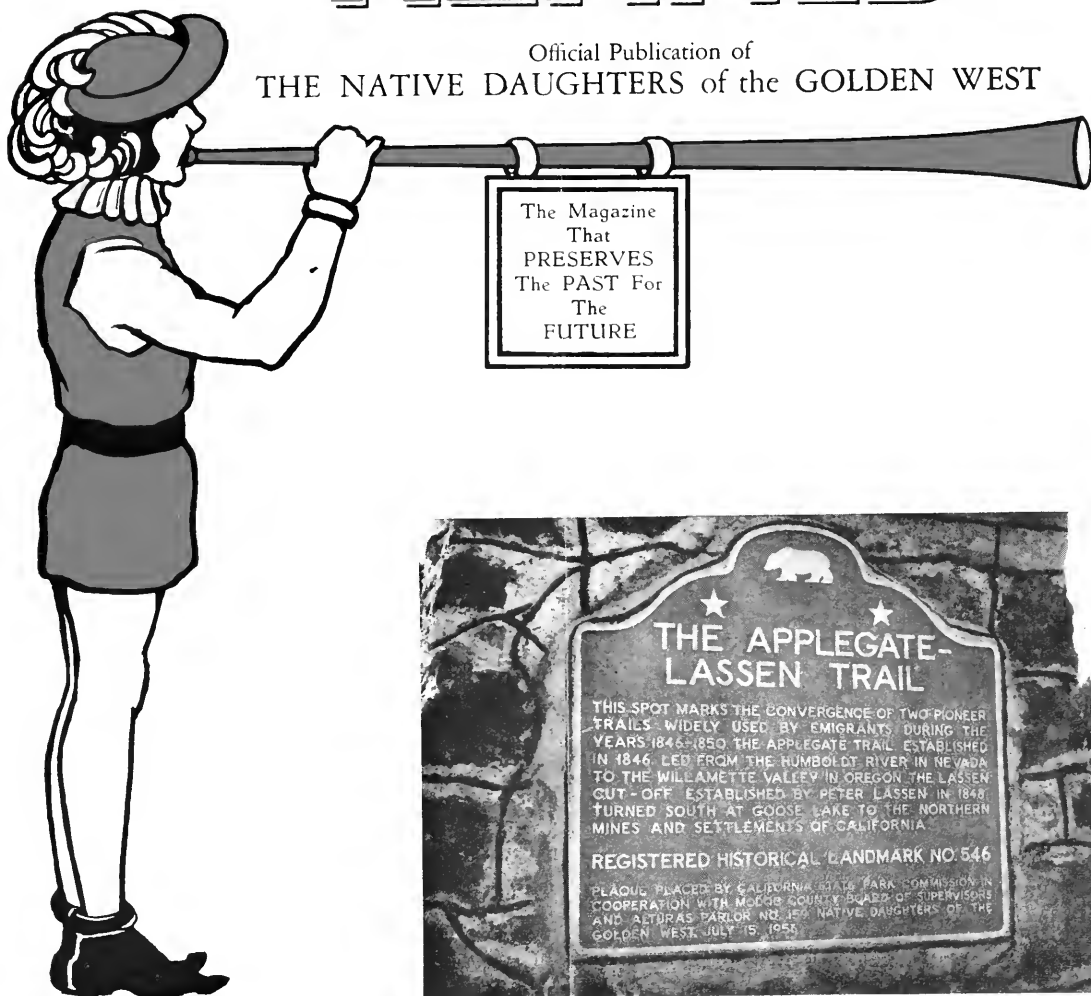 Official Publication of
THE NATIVE DAUGHTERS of the GOLDEN WEST
The Magazine
That
PRESERVES
The PAST For
The
FUTURE
THE APPLEGATE-
LASSEN TRAIL
THIS SPOT MARKS THE CONVERGENCE OF TWO PIONEER
TRAILS WIDELY USED BY EMIGRANTS DURING THE
YEARS 1846-1850. THE APPLEGATE TRAIL ESTABLISHED
IN 1846 LED FROM THE HUMBOLDT RIVER IN NEVADA
TO THE WILLAMETTE VALLEY IN OREGON. THE LASSEN
CUT-OFF ESTABLISHED BY PETER LASSEN IN 1848
TURNED SOUTH AT GOOSE LAKE TO THE NORTHERN
MINES AND SETTLEMENTS OF CALIFORNIA
REGISTERED HISTORICAL LANDMARK NO. 546
PLAQUE PLACED BY CALIFORNIA STATE PARK COMMISSION IN
COOPERATION WITH MODOC COUNTY BOARD OF SUPERVISORS
AND ALTURAS PARLOR NO. 159 NATIVE DAUGHTERS OF THE
GOLDEN WEST, JULY 15,